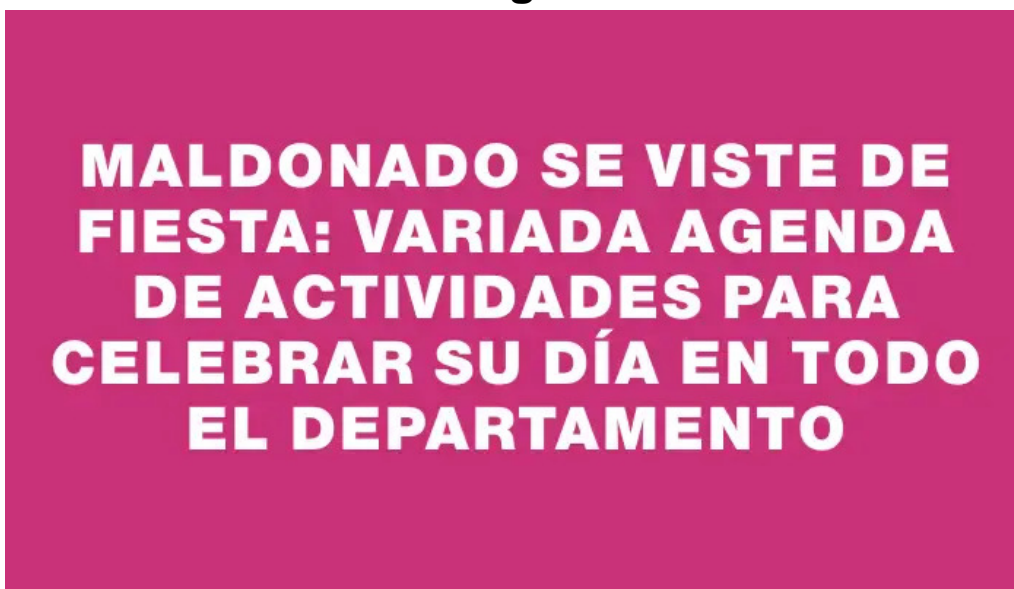 MALDONADO SE VISTE DE
FIESTA: VARIADA AGENDA
DE ACTIVIDADES PARA
CELEBRAR SU DÍA EN TODO
EL DEPARTAMENTO